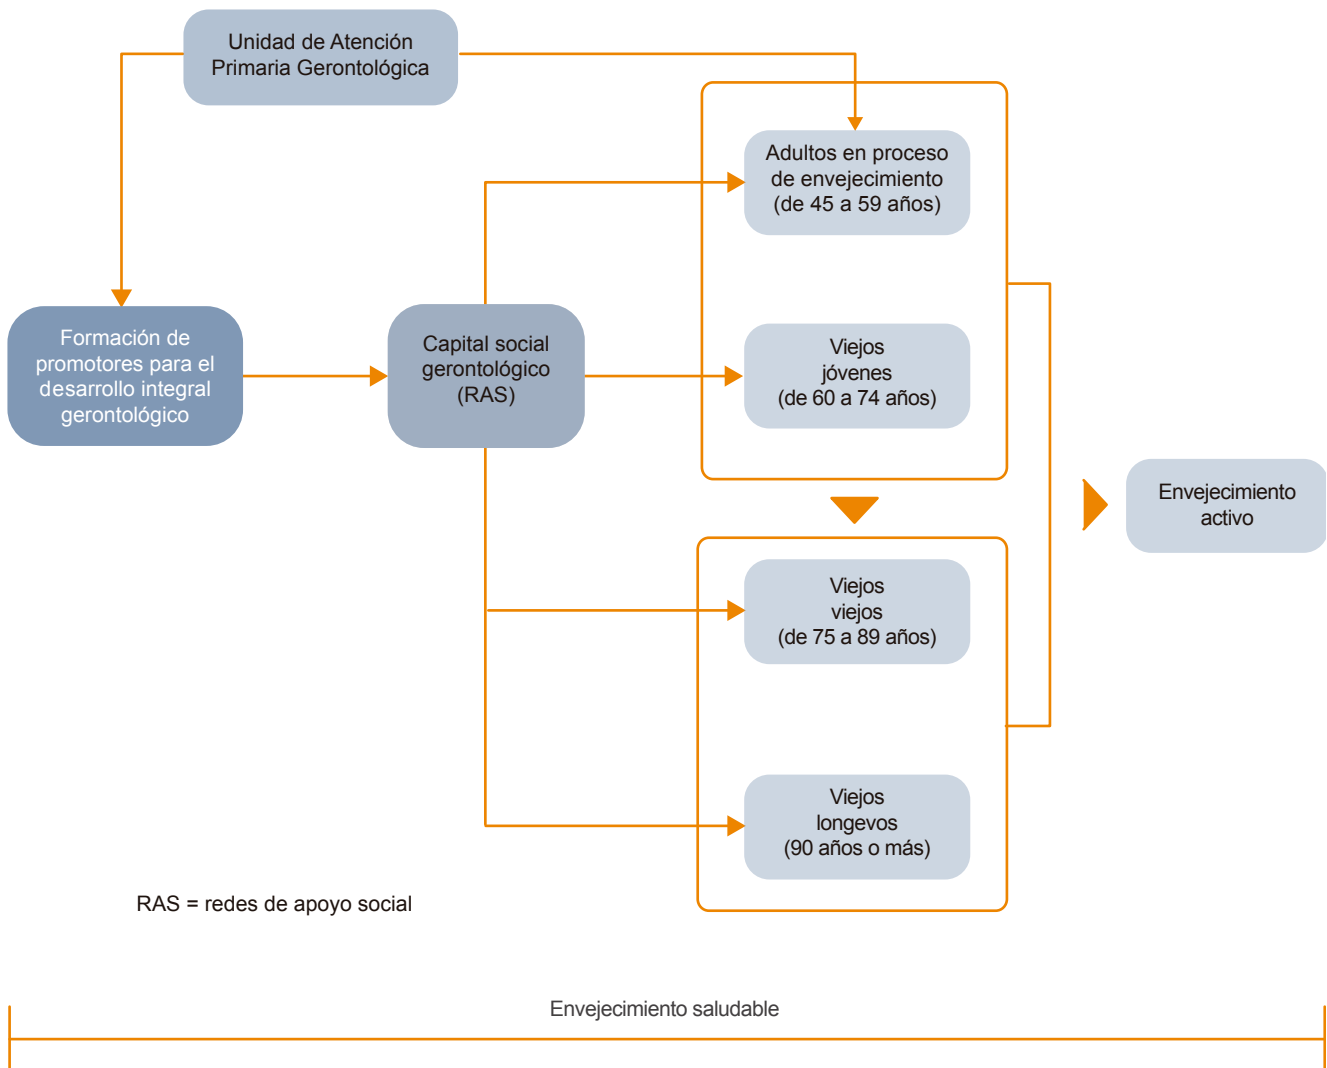 Unidad de Atención
Primaria Gerontológica
Adultos en proceso
de envejecimiento
(de 45 a 59 años)
Formación de
promotores para el
desarrollo integral
gerontológico
Capital social
gerontológico
(RAS)
Viejos
jóvenes
(de 60 a 74 años)
Envejecimiento
activo
Viejos
viejos
(de 75 a 89 años)
Viejos
longevos
(90 años o más)
RAS = redes de apoyo social
Envejecimiento saludable